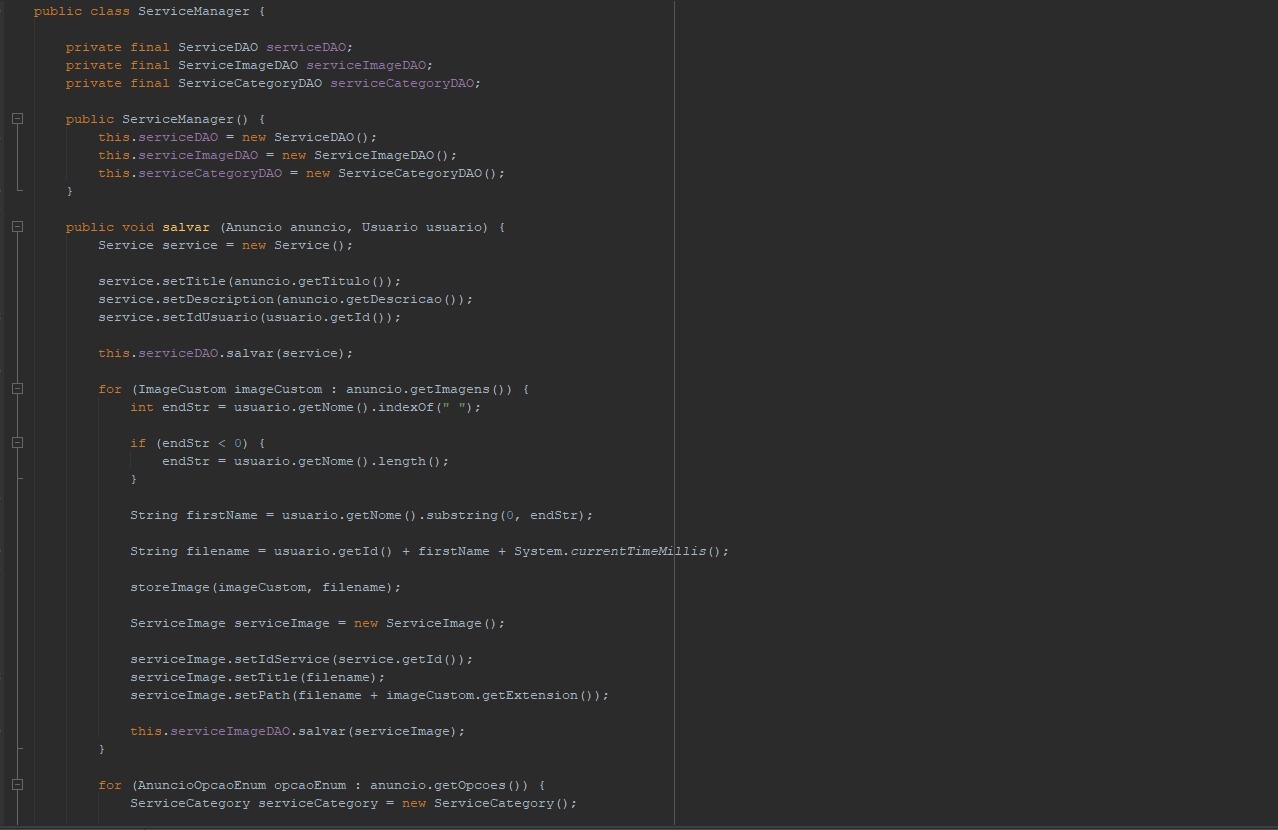 public class ServiceManager {
private final ServiceDAO serviceDAO;
private final ServiceImageDAO serviceImageDAO;
private final ServiceCategoryDAO serviceCategoryDAO;
public ServiceManager() {
this.serviceDAO = new ServiceDAO();
this.serviceImageDAO = new ServiceImageDAO();
this.serviceCategoryDAO = new ServiceCategoryDAO();
}
public void salvar (Anuncio anuncio, Usuario usuario) {
Service service = new Service();
service.setTitle(anuncio.getTitulo());
service.setDescription(anuncio.getDescricao());
service.setIdUsuario(usuario.getId());
this.serviceDAO.salvar(service);
for (ImageCustom imageCustom : anuncio.getImagens()) {
int endStr = usuario.getNome().indexOf(" ");
if (endStr < 0) {
endStr = usuario.getNome().length();
}
String firstName = usuario.getNome().substring(0, endStr);
String filename = usuario.getId() + firstName + System.currentTimeMillis();
storeImage(imageCustom, filename);
ServiceImage serviceImage = new ServiceImage();
serviceImage.setIdService(service.getId());
serviceImage.setTitle(filename);
serviceImage.setPath(filename + imageCustom.getExtension());
this.serviceImageDAO.salvar(serviceImage);
}
for (AnuncioOpcaoEnum opcaoEnum : anuncio.getOpcoes()) {
ServiceCategory serviceCategory = new ServiceCategory();